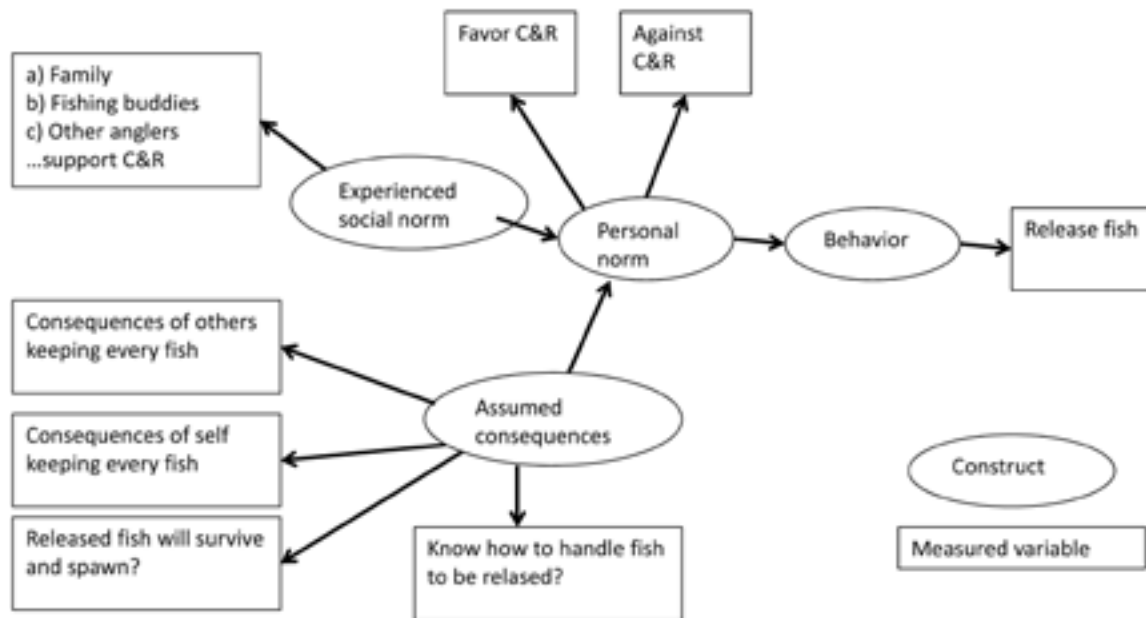 Favor C&R
Against
C&R
a) Family
b) Fishing buddies
c) Other anglers
...support C&R
Experienced
social norm
Personal
norm
Behavior
Release fish
Consequences of others
keeping every fish
Assumed
consequences
Consequences of self
keeping every fish
Construct
Released fish will survive
and spawn?
Know how to handle fish
to be relased?
Measured variable